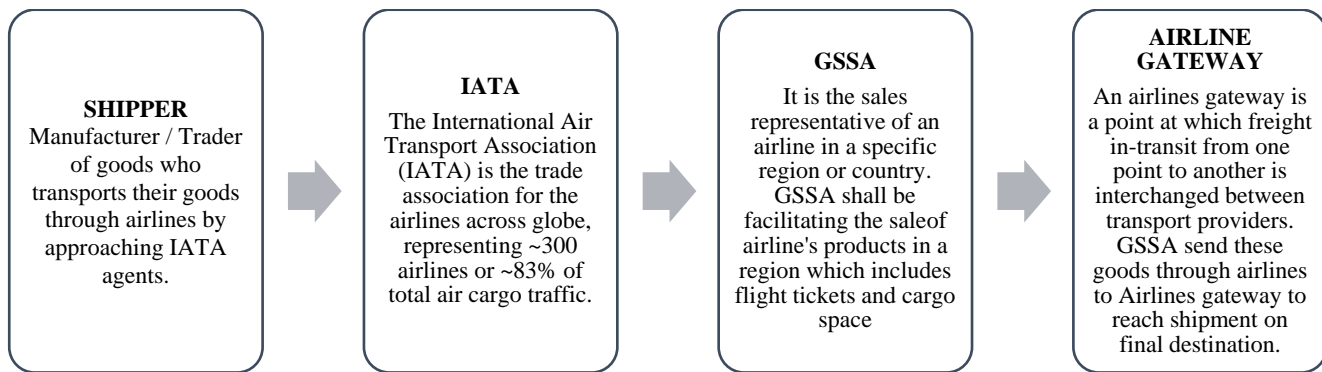 SHIPPER
Manufacturer / Trader
of goods who
transports their goods
through airlines by
approaching IATA
agents.
IATA
The International Air
Transport Association
(IATA) is the trade
association for the
airlines across globe,
representing ~300
airlines or ~83% of
total air cargo traffic.
GSSA
It is the sales
representative of an
airline in a specific
region or country.
GSSA shall be
facilitating the saleof
airline's products in a
region which includes
flight tickets and cargo
space
AIRLINE
GATEWAY
An airlines gateway is
a point at which freight
in-transit from one
point to another is
interchanged between
transport providers.
GSSA send these
goods through airlines
to Airlines gateway to
reach shipment on
final destination.